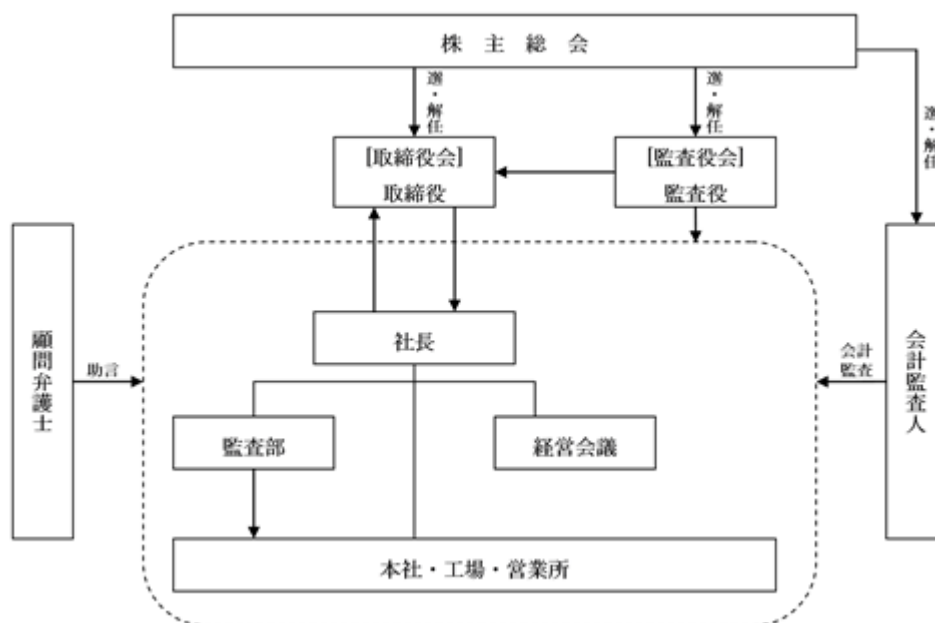 株 主 総 会
選・解任
選・解任
選・解任
[取締役会]
取締役
[監査役会]
監査役
顧問弁護士
助言
社長
会計
監査
会計監査人
監査部
経営会議
本社・工場・営業所